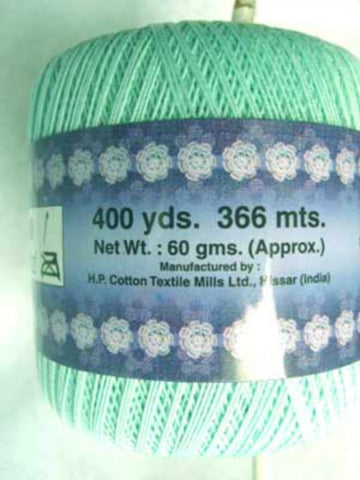 400 yds. 366 mts.
Net Wt. : 60 gms. (Approx.)
Manufactured by :
H.P. Cotton Textile Mills Ltd., Hissar (India)